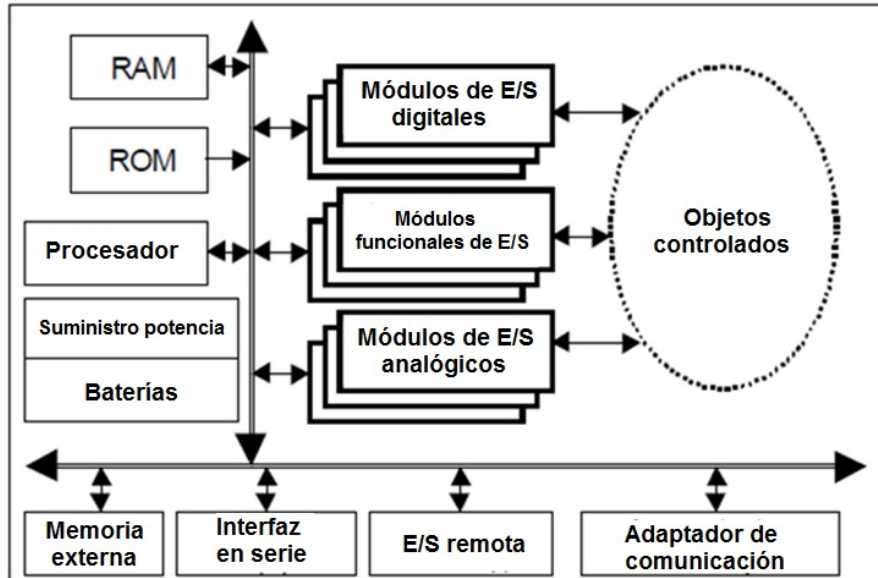 RAM
ROM
Procesador
Suministro potencia
Baterías
Módulos de E/S
digitales
Módulos
funcionales de E/S
Módulos de E/S
analógicos
Objetos
controlados
Memoria
externa
Interfaz
en serie
E/S remota
Adaptador de
comunicación